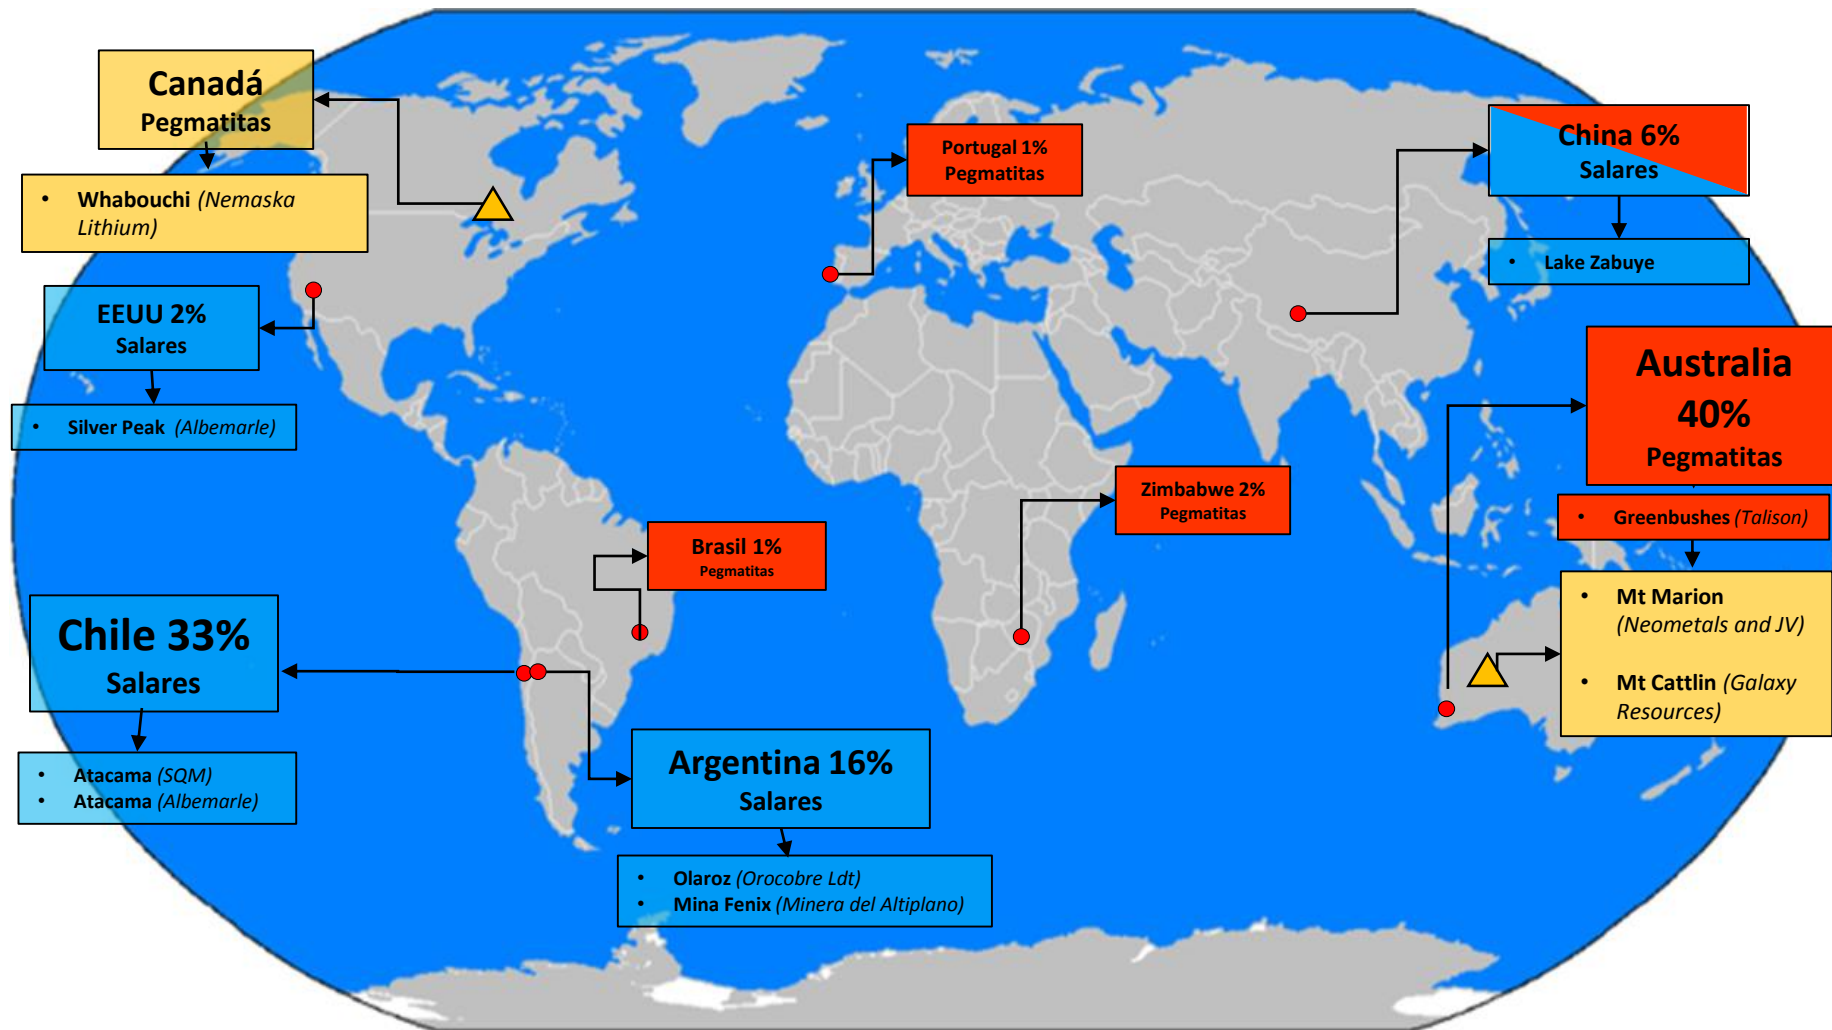 Canadá
Pegmatitas
• Whabouchi (Nemaska
Lithium)
EEUU 2%
Salares
• Silver Peak (Albemarle)
Chile 33%
Salares
• Atacama (SQM)
• Atacama (Albemarle)
Brasil 1%
Pegmatitas
Argentina 16%
Salares
• Olaroz (Orocobre Ldt)
• Mina Fenix (Minera del Altiplano)
Portugal 1%
Pegmatitas
Zimbabwe 2%
Pegmatitas
China 6%
Salares
• Lake Zabuye
Australia
40%
Pegmatitas
• Greenbushes (Talison)
• Mt Marion
(Neometals and JV)
• Mt Cattlin (Galaxy
Resources)